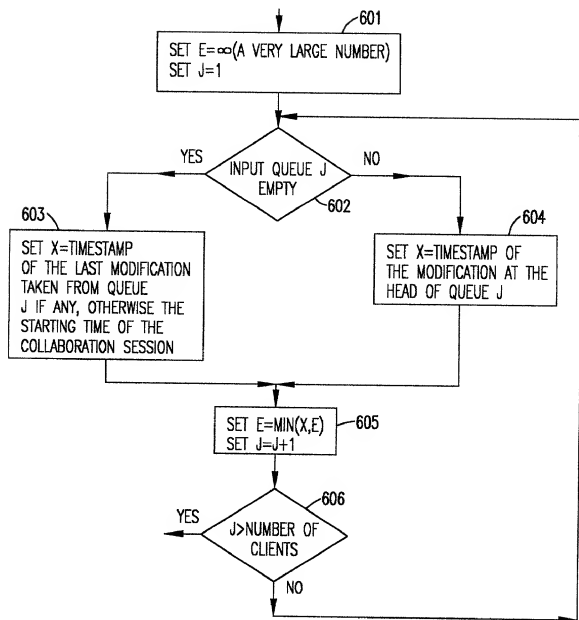 601
SET E=∞(A VERY LARGE NUMBER)
SET J=1
YES
INPUT QUEUE J
EMPTY
NO
602
603
SET X=TIMESTAMP
OF THE LAST MODIFICATION
TAKEN FROM QUEUE
J IF ANY, OTHERWISE THE
STARTING TIME OF THE
COLLABORATION SESSION
604
SET X=TIMESTAMP OF
THE MODIFICATION AT THE
HEAD OF QUEUE J
SET E=MIN(X,E)
SET J=J+1
605
606
YES
J>NUMBER OF
CLIENTS
NO